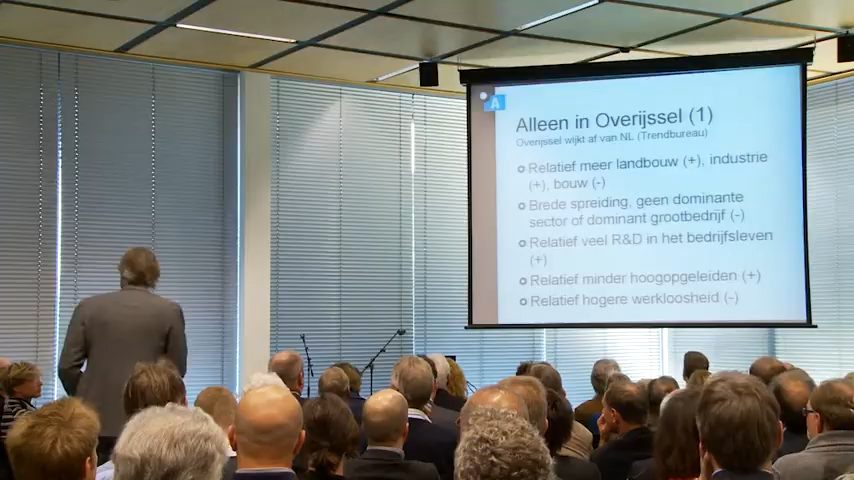 A
Alleen in Overijssel (1)
Overijssel wijkt af van NL (Trendbureau)
Relatief meer landbouw (+), industrie
(+), bouw (-)
Brede spreiding, geen dominante
sector of dominant grootbedrijf (-)
Relatief veel R&D in het bedrijfsleven
(+)
Relatief minder hoogopgeleiden (+)
Relatief hogere werkloosheid (-)